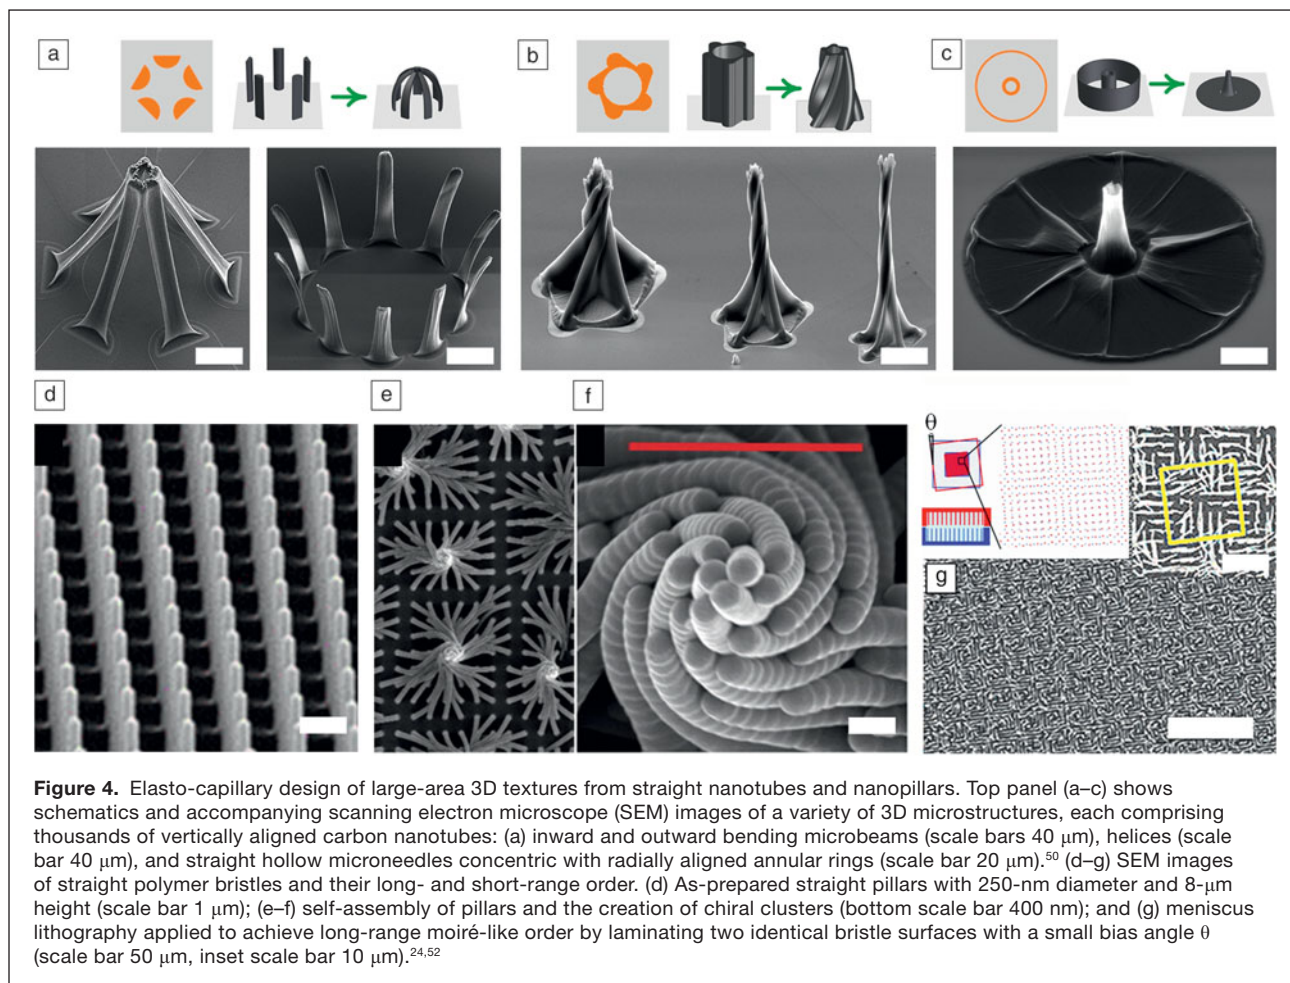 a
b
c
d
e
f
θ
g
Figure 4. Elasto-capillary design of large-area 3D textures from straight nanotubes and nanopillars. Top panel (a–c) shows
schematics and accompanying scanning electron microscope (SEM) images of a variety of 3D microstructures, each comprising
thousands of vertically aligned carbon nanotubes: (a) inward and outward bending microbeams (scale bars 40 μm), helices (scale
bar 40 μm), and straight hollow microneedles concentric with radially aligned annular rings (scale bar 20 μm).50 (d–g) SEM images
of straight polymer bristles and their long- and short-range order. (d) As-prepared straight pillars with 250-nm diameter and 8-μm
height (scale bar 1 μm); (e–f) self-assembly of pillars and the creation of chiral clusters (bottom scale bar 400 nm); and (g) meniscus
lithography applied to achieve long-range moiré-like order by laminating two identical bristle surfaces with a small bias angle θ
(scale bar 50 μm, inset scale bar 10 μm).24,52